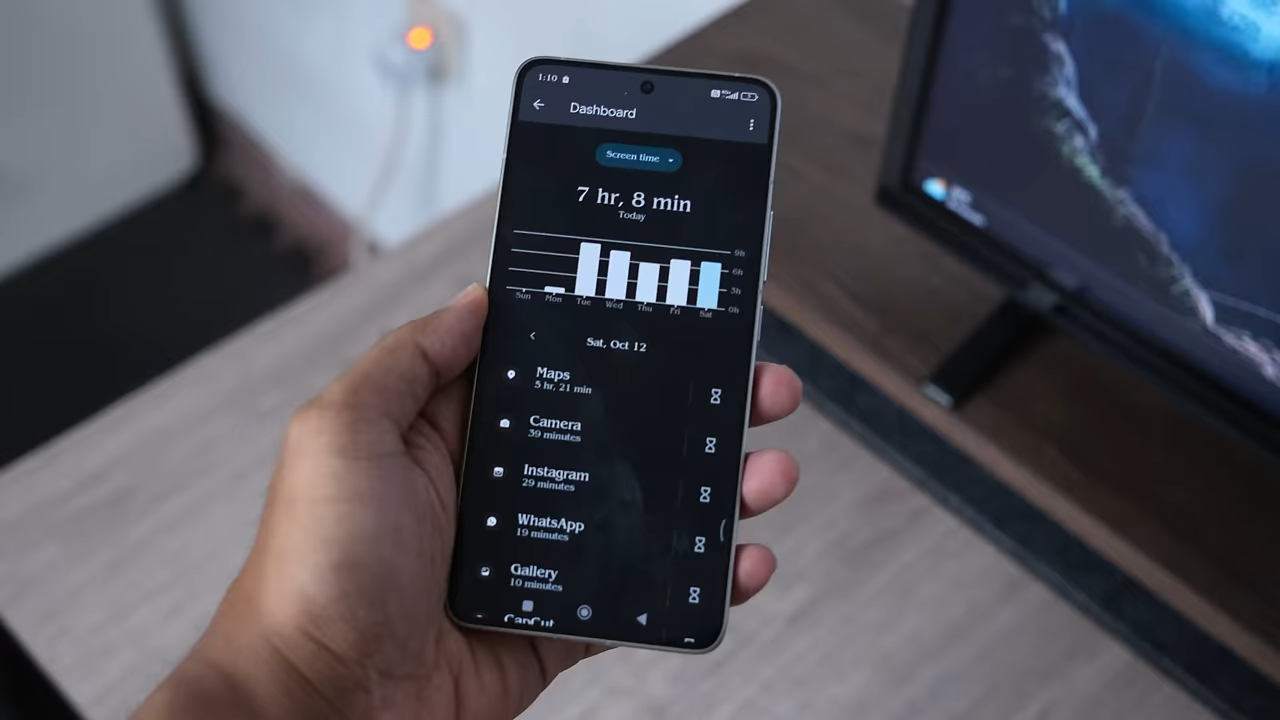 1:10
Dashboard
Screen time
7 hr, 8 min
Today
9h
6h
3h
0h
Sun Mon Tue Wed Thu Fri Sat
Sat, Oct 12
Maps
5 hr, 21 min
Camera
39 minutes
Instagram
29 minutes
WhatsApp
19 minutes
Gallery
10 minutes
CapCut